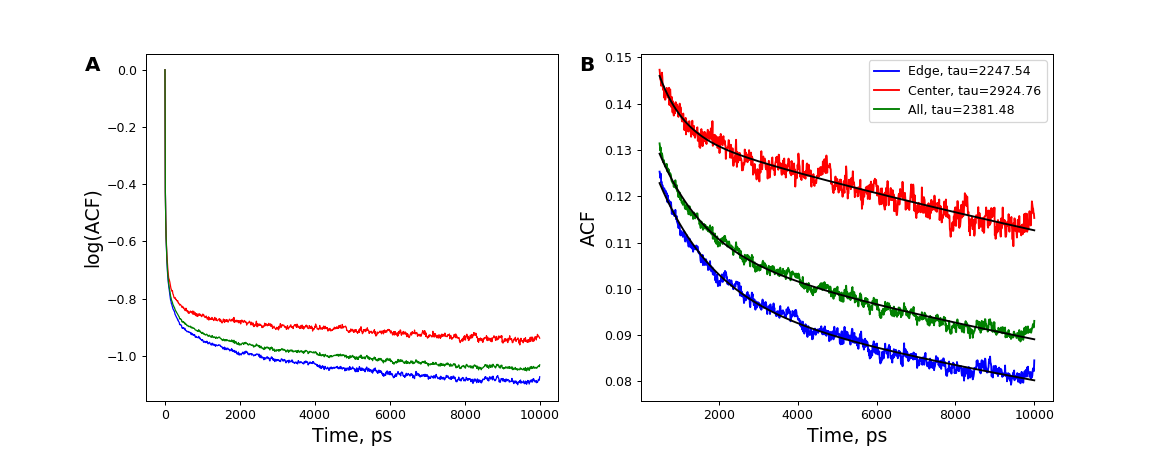 A
log(ACF)
0.0
−0.2
−0.4
−0.6
−0.8
−1.0
0 2000 4000 6000 8000 10000
Time, ps
B
ACF
0.15
0.14
0.13
0.12
0.11
0.10
0.09
0.08
2000 4000 6000 8000 10000
Time, ps
Edge, tau=2247.54
Center, tau=2924.76
All, tau=2381.48